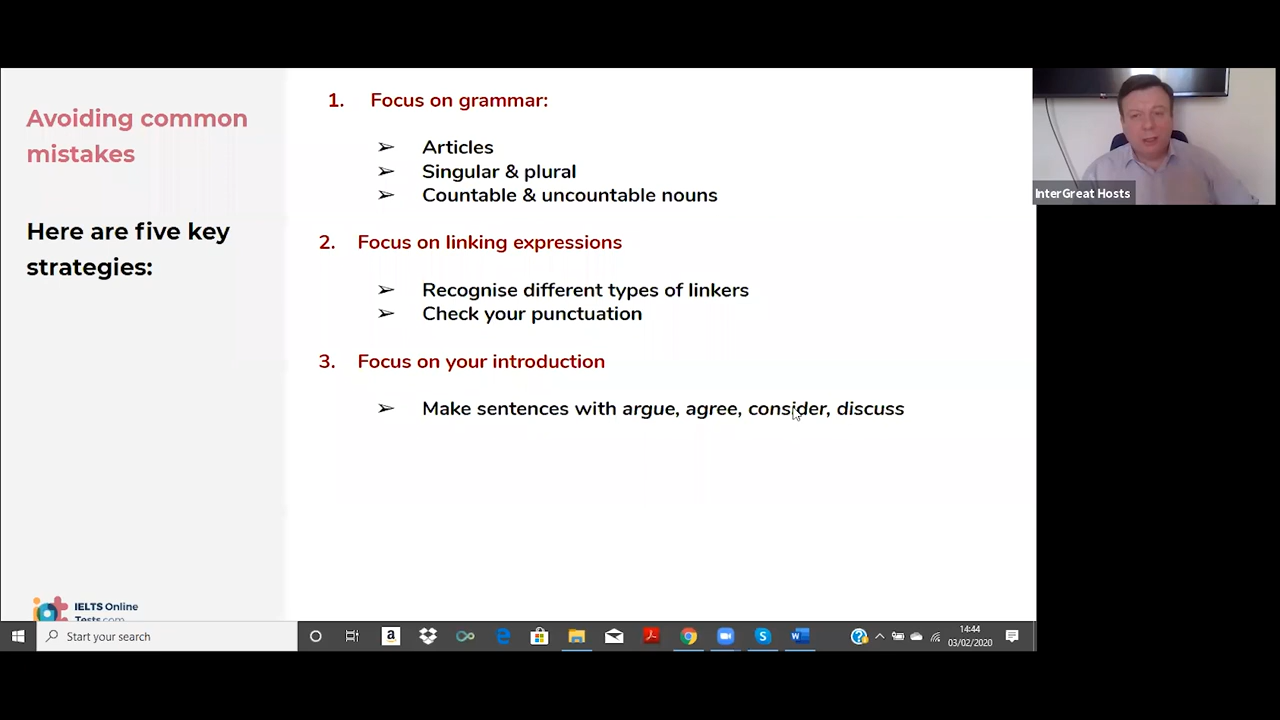 Avoiding common
mistakes
Here are five key
strategies:
1. Focus on grammar:
➢ Articles
➢ Singular & plural
➢ Countable & uncountable nouns
2. Focus on linking expressions
➢ Recognise different types of linkers
➢ Check your punctuation
3. Focus on your introduction
➢ Make sentences with argue, agree, consider, discuss
InterGreat Hosts
IELTS Online
Tests.com
Start your search
14:44
03/02/2020